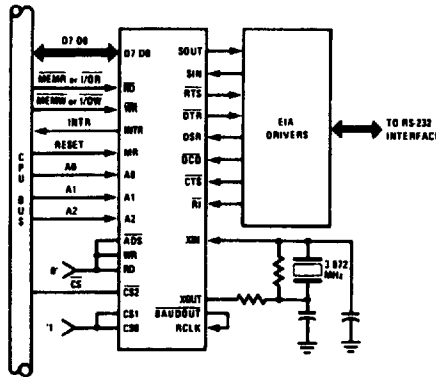 D7 D0
D7 D0
SOUT
SIN
MEMR or I/OR
RD
RTS
MEMW or I/OW
WR
DTR
EIA
DRIVERS
TO RS-232
INTERFACE
INTR
INTR
DSR
RESET
MR
DCD
A0
A0
CTS
A1
A1
RI
A2
A2
CPU
BUS
ADS
XIN
WR
"0"
RD
3.072
MHz
CS
CS2
XOUT
"1"
CS1
BAUDOUT
CS0
RCLK